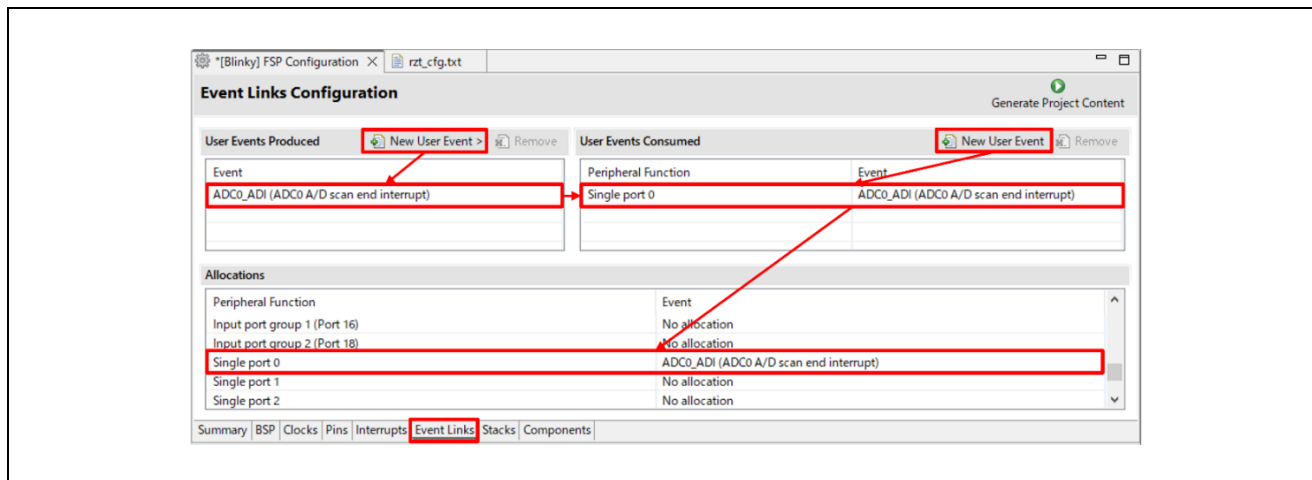 *[Blinky] FSP Configuration rzt_cfg.txt
Event Links Configuration
Generate Project Content
User Events Produced New User Event > Remove User Events Consumed New User Event Remove
Event Peripheral Function Event
ADC0_ADI (ADC0 A/D scan end interrupt) Single port 0 ADC0_ADI (ADC0 A/D scan end interrupt)
Allocations
Peripheral Function Event
Input port group 1 (Port 16) No allocation
Input port group 2 (Port 18) No allocation
Single port 0 ADC0_ADI (ADC0 A/D scan end interrupt)
Single port 1 No allocation
Single port 2 No allocation
Summary BSP Clocks Pins Interrupts Event Links Stacks Components